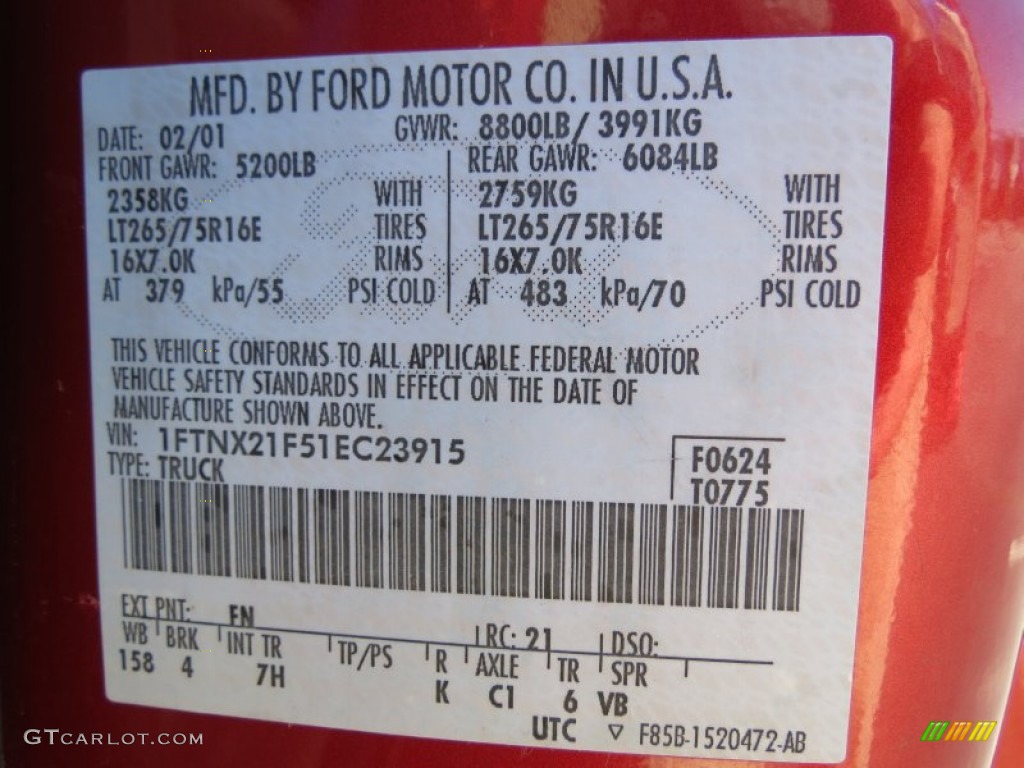 MFD. BY FORD MOTOR CO. IN U.S.A.
DATE: 02/01 GVWR: 8800LB/ 3991KG
FRONT GAWR: 5200LB REAR GAWR: 6084LB
2358KG WITH 2759KG WITH
LT265/75R16E TIRES LT265/75R16E TIRES
16X7.0K RIMS 16X7.0K RIMS
AT 379 kPa/55 PSI COLD AT 483 kPa/70 PSI COLD
THIS VEHICLE CONFORMS TO ALL APPLICABLE FEDERAL MOTOR
VEHICLE SAFETY STANDARDS IN EFFECT ON THE DATE OF
MANUFACTURE SHOWN ABOVE.
VIN: 1FTNX21F51EC23915
TYPE: TRUCK
F0624
T0775
EXT PNT: FN RC: 21 DSO:
WB BRK INT TR TP/PS R AXLE TR SPR
158 4 7H K C1 6 VB
UTC ▽ F85B-1520472-AB
GTCARLOT.COM